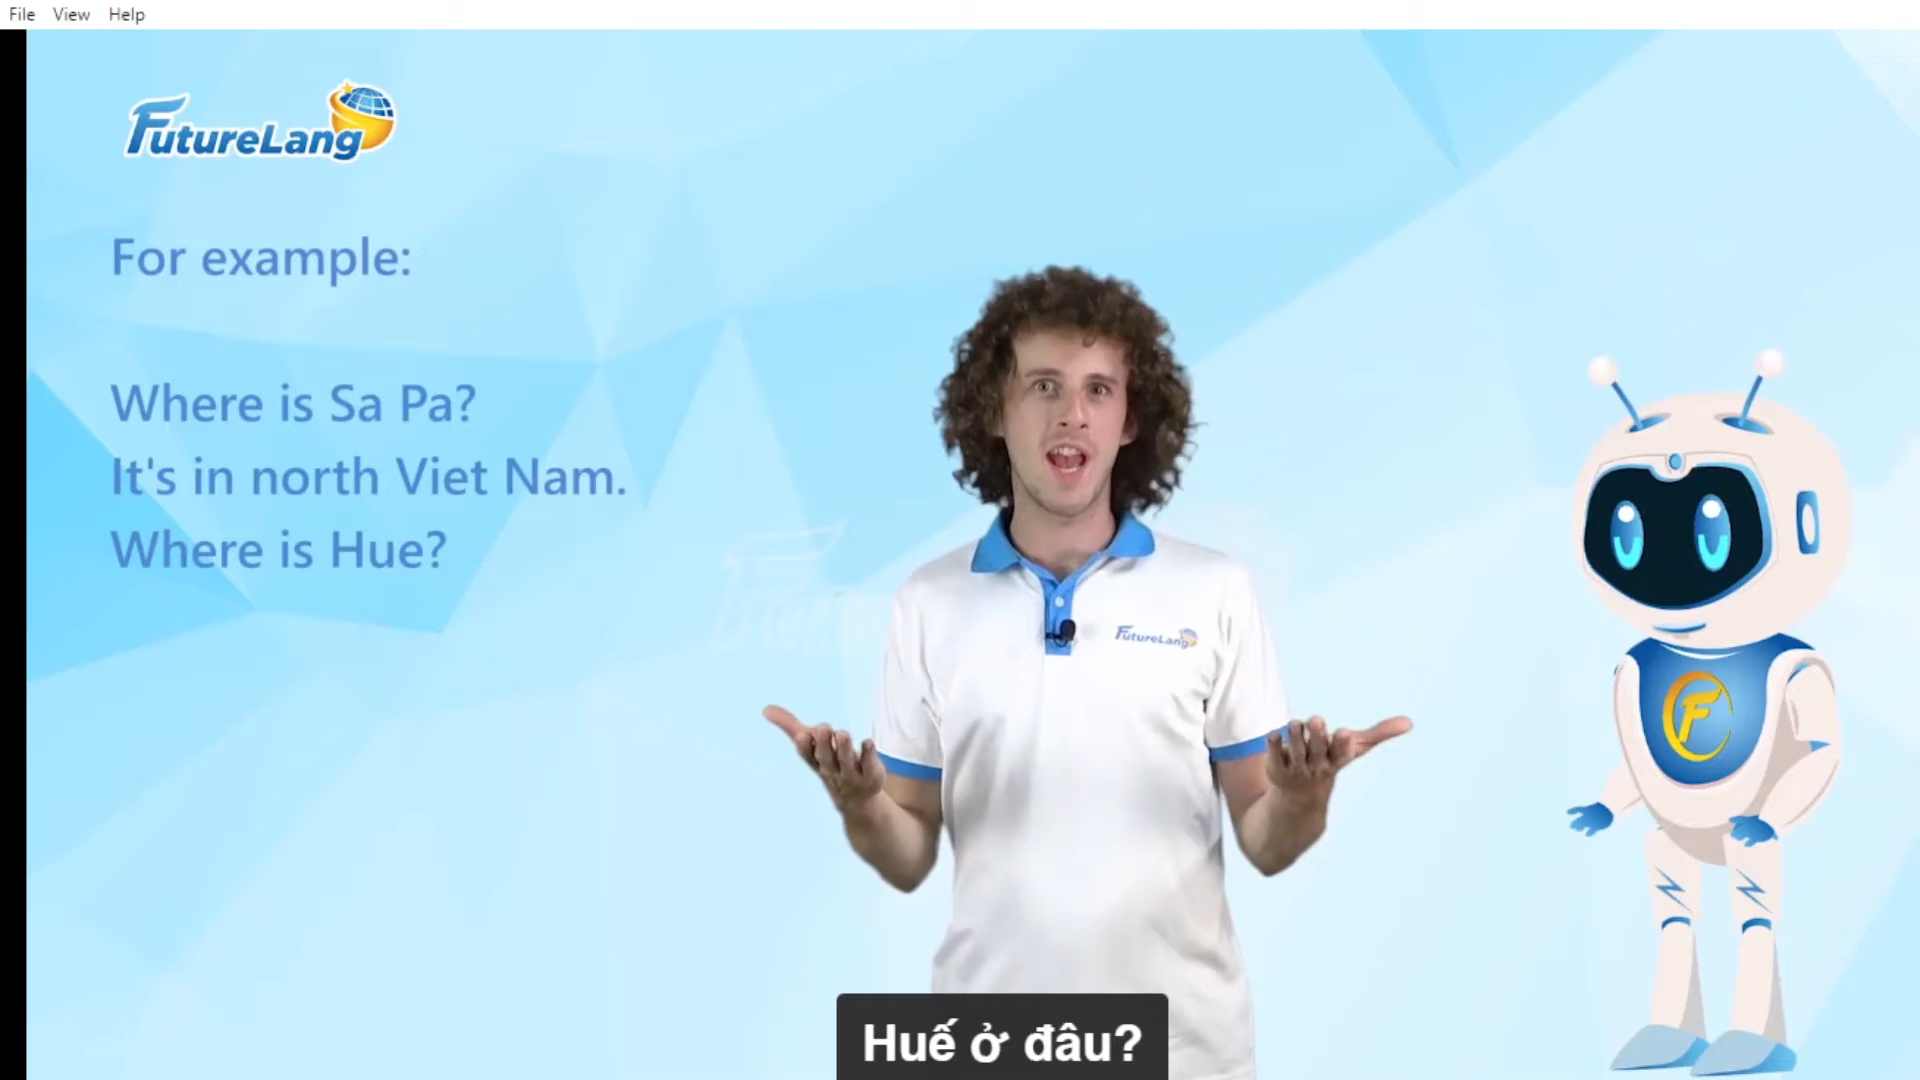 File View Help
FutureLang
For example:
Where is Sa Pa?
It's in north Viet Nam.
Where is Hue?
FutureLang
F
Huế ở đâu?